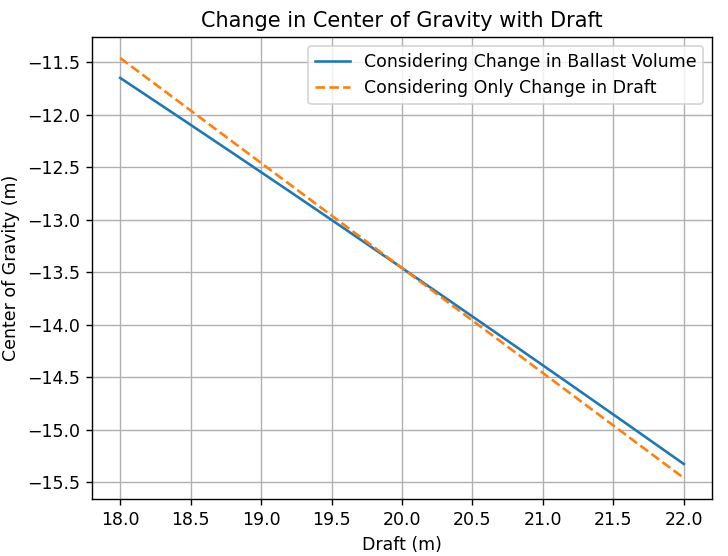 Change in Center of Gravity with Draft
Considering Change in Ballast Volume
Considering Only Change in Draft
Center of Gravity (m)
−11.5
−12.0
−12.5
−13.0
−13.5
−14.0
−14.5
−15.0
−15.5
18.0 18.5 19.0 19.5 20.0 20.5 21.0 21.5 22.0
Draft (m)